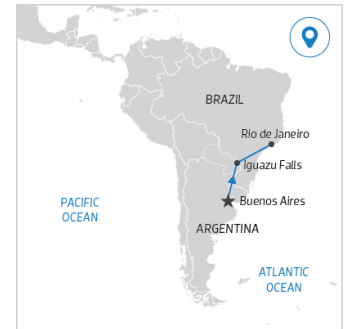 BRAZIL
Rio de Janeiro
Iguazu Falls
Buenos Aires
PACIFIC
OCEAN
ARGENTINA
ATLANTIC
OCEAN